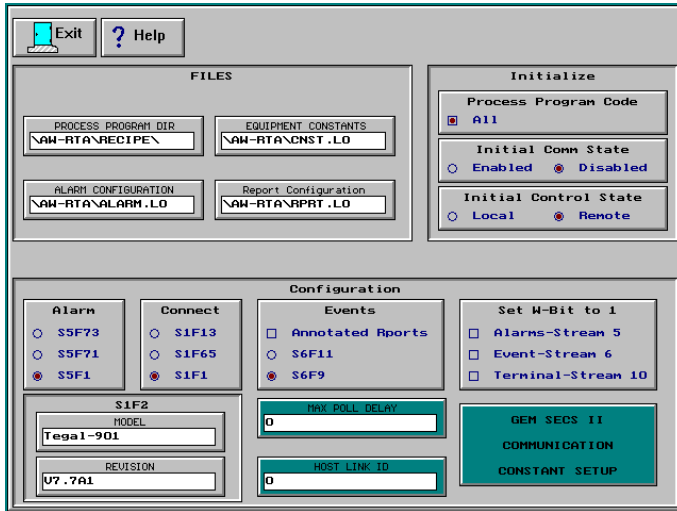 Exit
? Help
FILES
PROCESS PROGRAM DIR
\AW-RTA\RECIPE\
EQUIPMENT CONSTANTS
\AW-RTA\CNST.LO
ALARM CONFIGURATION
\AW-RTA\ALARM.LO
Report Configuration
\AW-RTA\RPRT.LO
Initialize
Process Program Code
All
Initial Comm State
Enabled Disabled
Initial Control State
Local Remote
Configuration
Alarm
S5F73
S5F71
S5F1
Connect
S1F13
S1F65
S1F1
Events
Annotated Rports
S6F11
S6F9
Set W-Bit to 1
Alarms-Stream 5
Event-Stream 6
Terminal-Stream 10
S1F2
MODEL
Tegal-901
REVISION
V7.7A1
MAX POLL DELAY
0
HOST LINK ID
0
GEM SECS II
COMMUNICATION
CONSTANT SETUP